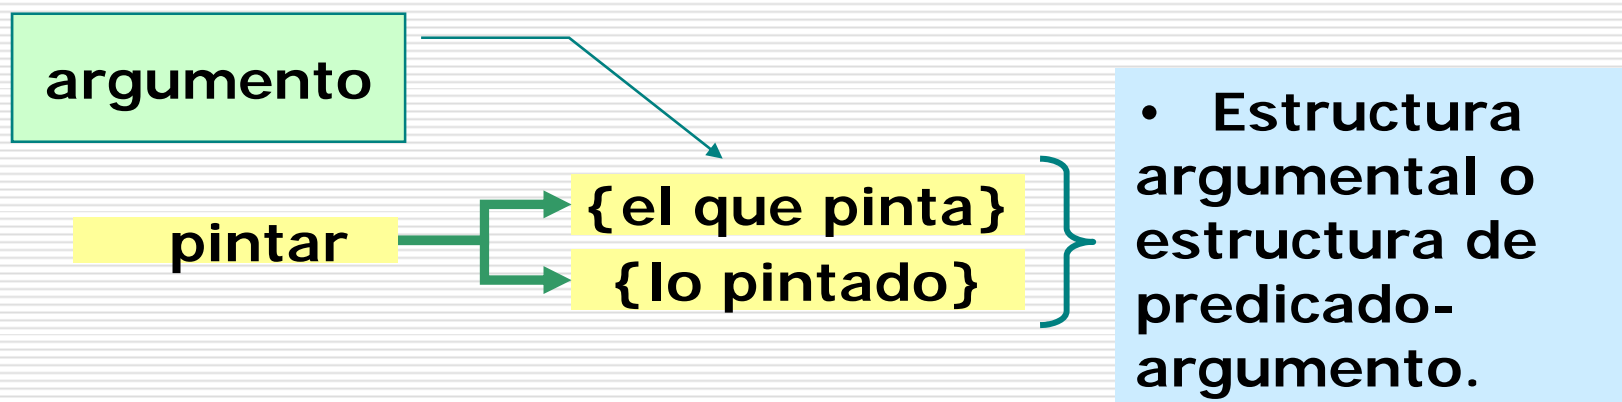 argumento
pintar
{el que pinta}
{lo pintado}
• Estructura
argumental o
estructura de
predicado-
argumento.